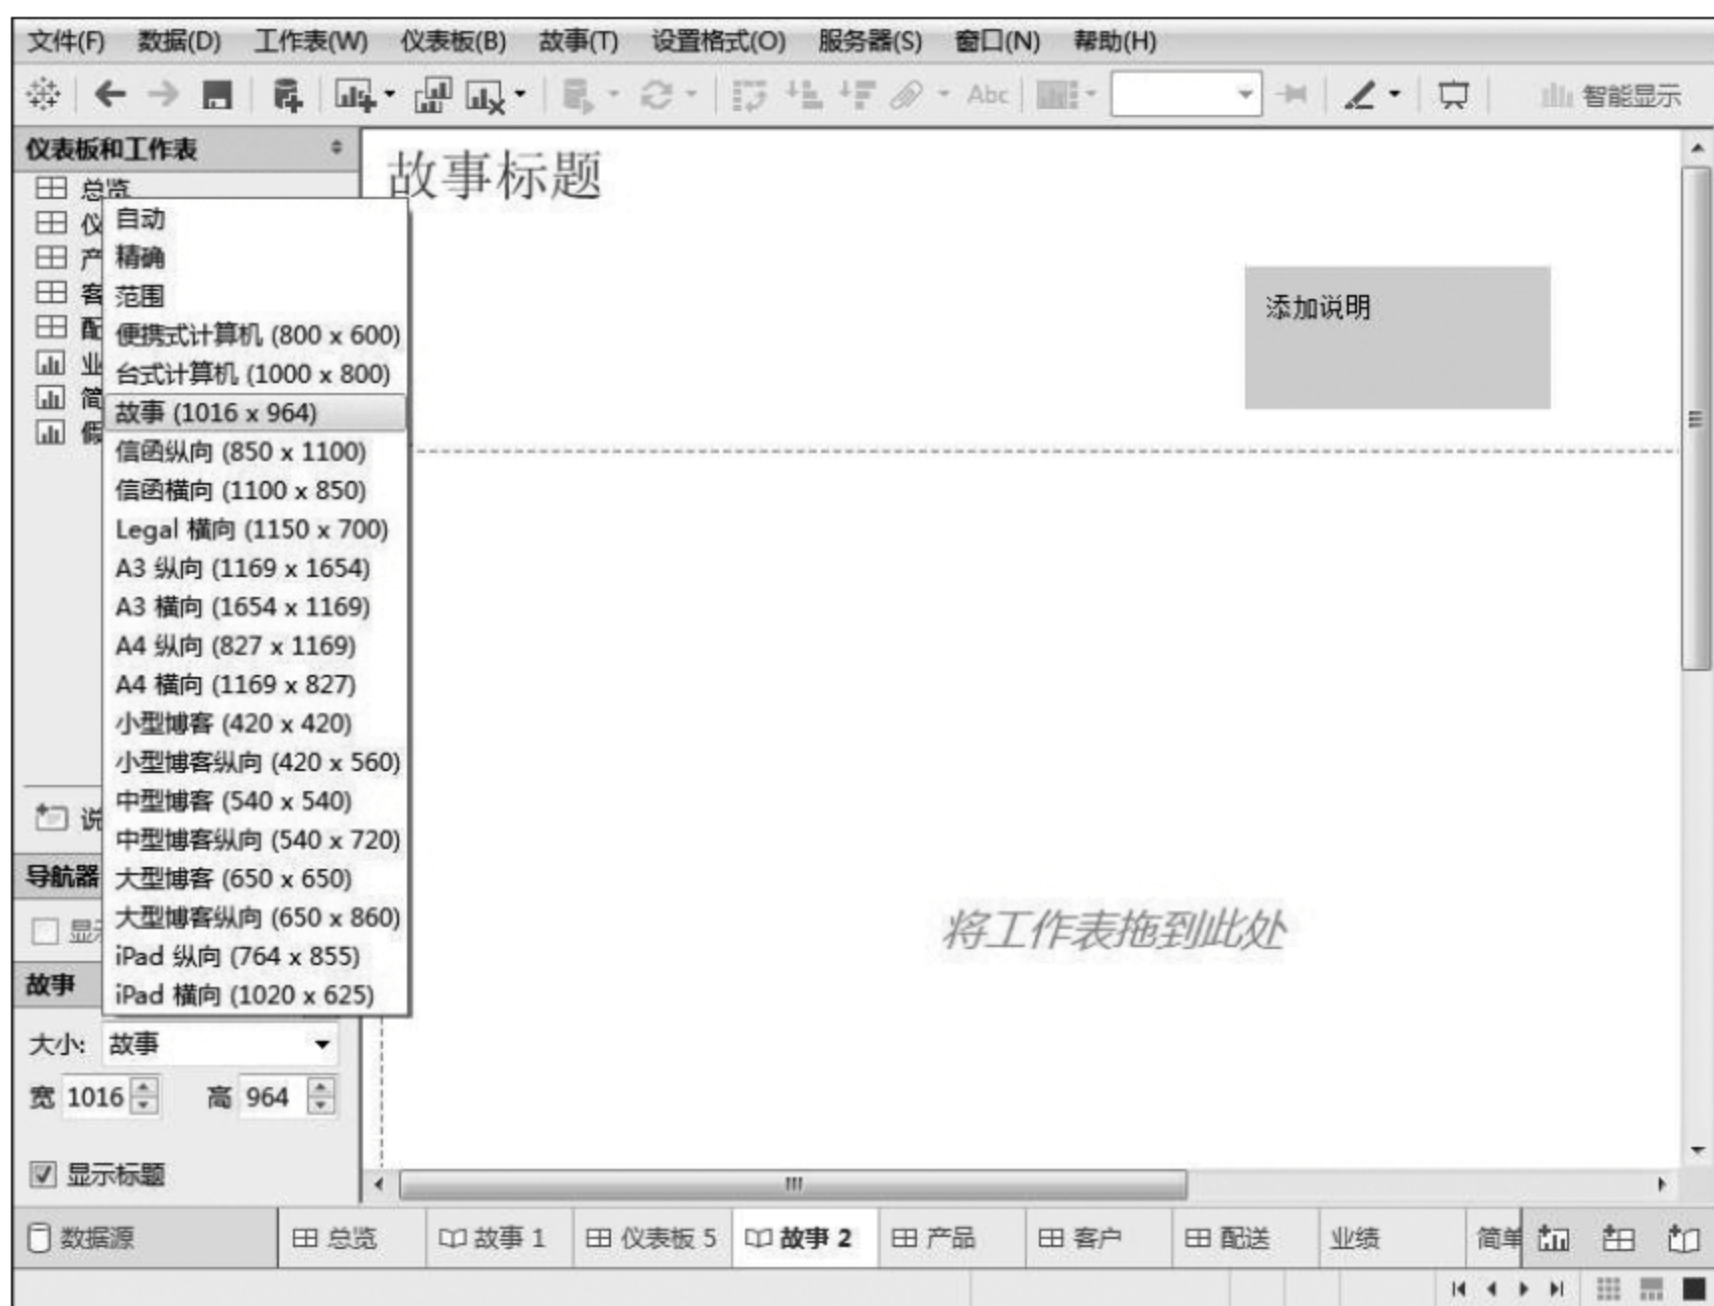 文件(F) 数据(D) 工作表(W) 仪表板(B) 故事(T) 设置格式(O) 服务器(S) 窗口(N) 帮助(H)
Abc 智能显示
仪表板和工作表
故事标题
总览
仪
产
客
配
业
简
假
自动
精确
范围
便携式计算机 (800 x 600)
台式计算机 (1000 x 800)
故事 (1016 x 964)
信函纵向 (850 x 1100)
信函横向 (1100 x 850)
Legal 横向 (1150 x 700)
A3 纵向 (1169 x 1654)
A3 横向 (1654 x 1169)
A4 纵向 (827 x 1169)
A4 横向 (1169 x 827)
小型博客 (420 x 420)
小型博客纵向 (420 x 560)
中型博客 (540 x 540)
中型博客纵向 (540 x 720)
大型博客 (650 x 650)
大型博客纵向 (650 x 860)
iPad 纵向 (764 x 855)
iPad 横向 (1020 x 625)
添加说明
将工作表拖到此处
说
导航器
显
故事
大小: 故事
宽 1016 高 964
显示标题
数据源 总览 故事 1 仪表板 5 故事 2 产品 客户 配送 业绩 简单